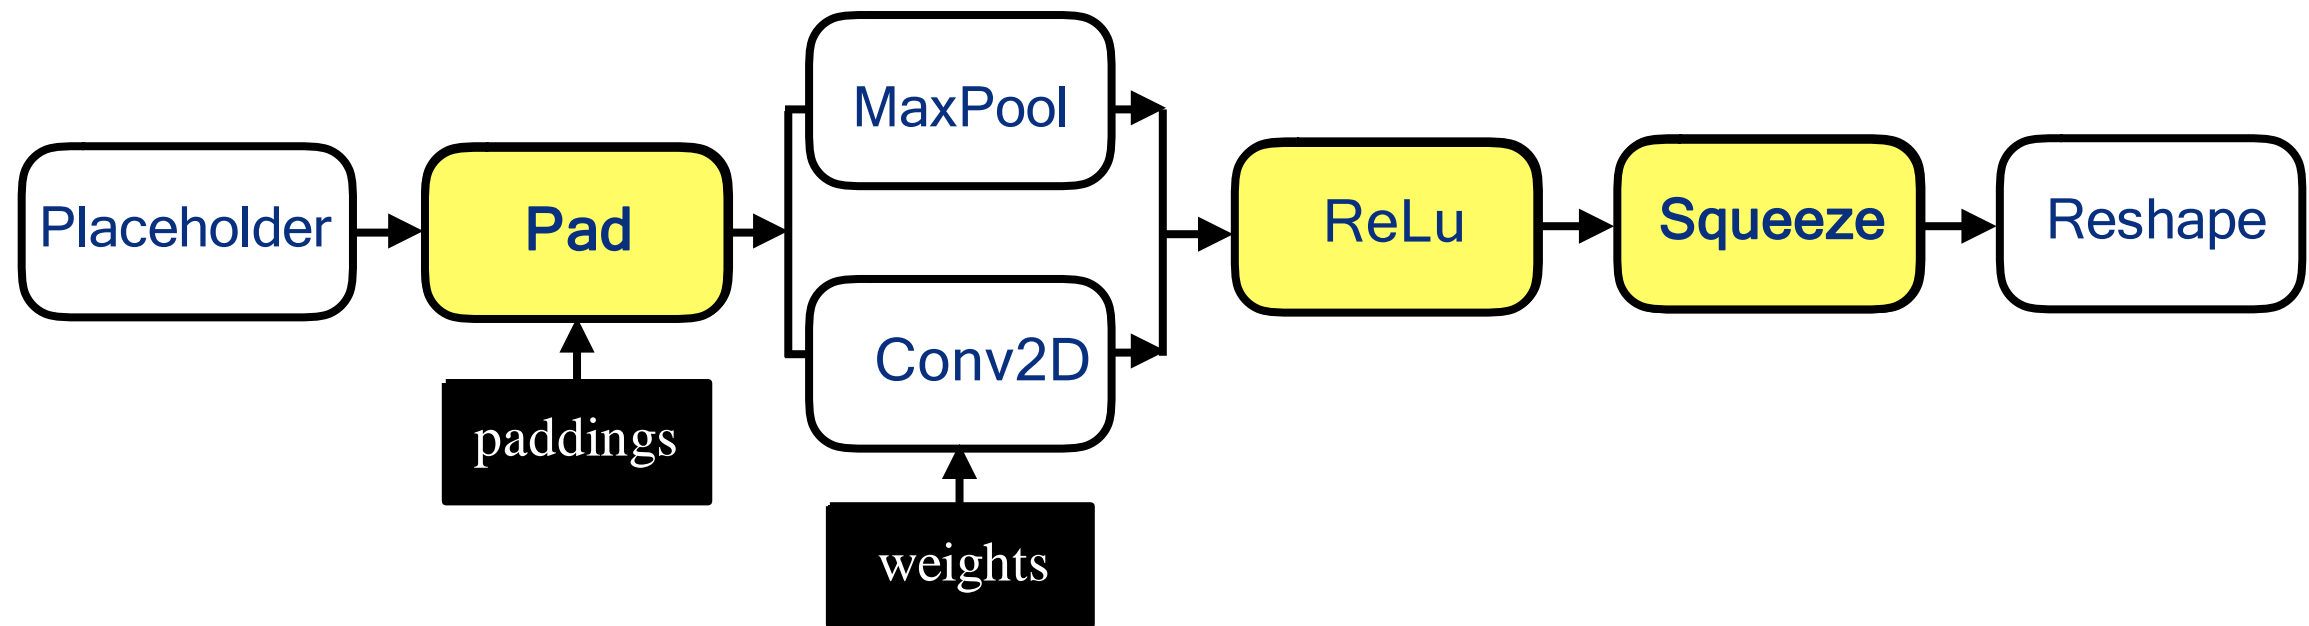 Placeholder
Pad
MaxPool
Conv2D
ReLu
Squeeze
Reshape
paddings
weights